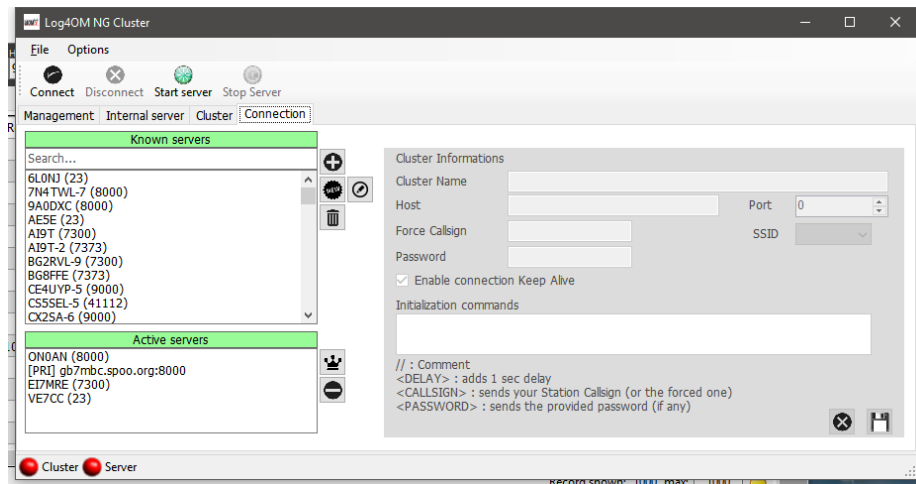 Log4OM NG Cluster
File Options
Connect Disconnect Start server Stop Server
Management Internal server Cluster Connection
Known servers
Search...
6L0NJ (23)
7N4TWL-7 (8000)
9A0DXC (8000)
AE5E (23)
AI9T (7300)
AI9T-2 (7373)
BG2RVL-9 (7300)
BG8FFE (7373)
CE4UYP-5 (9000)
CS5SEL-5 (41112)
CX2SA-6 (9000)
Active servers
ON0AN (8000)
[PRI] gb7mbc.spoo.org:8000
EI7MRE (7300)
VE7CC (23)
Cluster Informations
Cluster Name
Host Port 0
Force Callsign SSID
Password
Enable connection Keep Alive
Initialization commands
// : Comment
<DELAY> : adds 1 sec delay
<CALLSIGN> : sends your Station Callsign (or the forced one)
<PASSWORD> : sends the provided password (if any)
Cluster Server
Record shown: 1000 max: 1000